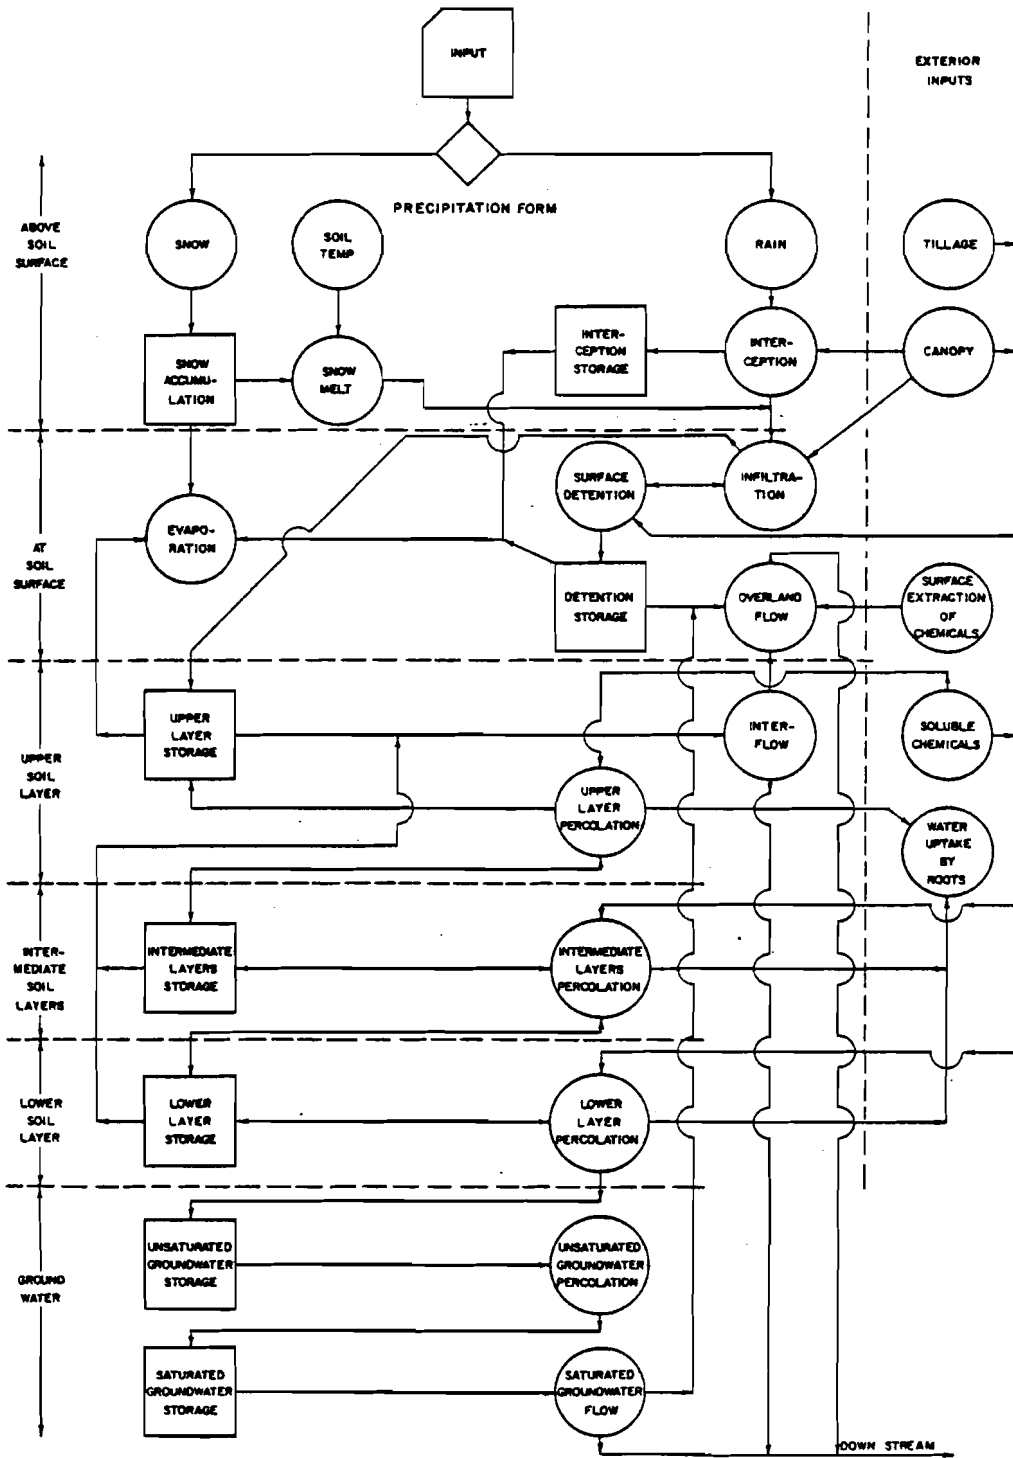 INPUT
EXTERIOR
INPUTS
PRECIPITATION FORM
ABOVE
SOIL
SURFACE
SNOW
SOIL
TEMP
RAIN
TILLAGE
SNOW
ACCUMU-
LATION
SNOW
MELT
INTER-
CEPTION
STORAGE
INTER-
CEPTION
CANOPY
AT
SOIL
SURFACE
EVAPO-
RATION
SURFACE
DETENTION
INFILTRA-
TION
DETENTION
STORAGE
OVERLAND
FLOW
SURFACE
EXTRACTION
OF
CHEMICALS
UPPER
SOIL
LAYER
UPPER
LAYER
STORAGE
INTER-
FLOW
SOLUBLE
CHEMICALS
UPPER
LAYER
PERCOLATION
WATER
UPTAKE
BY
ROOTS
INTER-
MEDIATE
SOIL
LAYERS
INTERMEDIATE
LAYERS
STORAGE
INTERMEDIATE
LAYERS
PERCOLATION
LOWER
SOIL
LAYER
LOWER
LAYER
STORAGE
LOWER
LAYER
PERCOLATION
GROUND
WATER
UNSATURATED
GROUNDWATER
STORAGE
UNSATURATED
GROUNDWATER
PERCOLATION
SATURATED
GROUNDWATER
STORAGE
SATURATED
GROUNDWATER
FLOW
DOWN STREAM